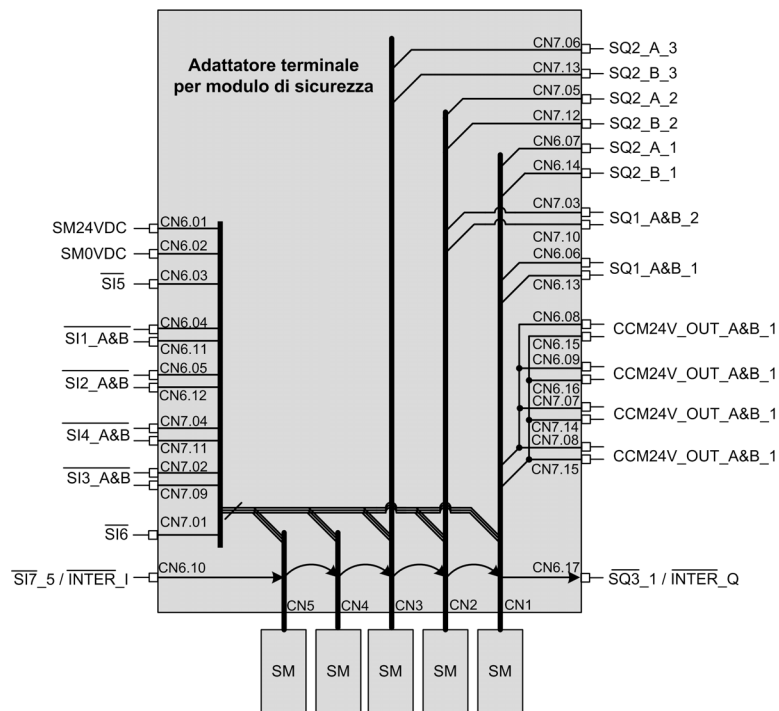 Adattatore terminale
per modulo di sicurezza
CN7.06 SQ2_A_3
CN7.13 SQ2_B_3
CN7.05 SQ2_A_2
CN7.12 SQ2_B_2
CN6.07 SQ2_A_1
CN6.14 SQ2_B_1
CN7.03
SQ1_A&B_2
CN7.10
CN6.06
SQ1_A&B_1
CN6.13
CN6.08
CCM24V_OUT_A&B_1
CN6.15
CN6.09
CCM24V_OUT_A&B_1
CN6.16
CN7.07
CCM24V_OUT_A&B_1
CN7.14
CN7.08
CCM24V_OUT_A&B_1
CN7.15
SM24VDC CN6.01
SM0VDC CN6.02
SI5 CN6.03
CN6.04
SI1_A&B
CN6.11
CN6.05
SI2_A&B
CN6.12
CN7.04
SI4_A&B
CN7.11
CN7.02
SI3_A&B
CN7.09
SI6 CN7.01
SI7_5 / INTER_I CN6.10
CN6.17 SQ3_1 / INTER_Q
CN5 CN4 CN3 CN2 CN1
SM SM SM SM SM